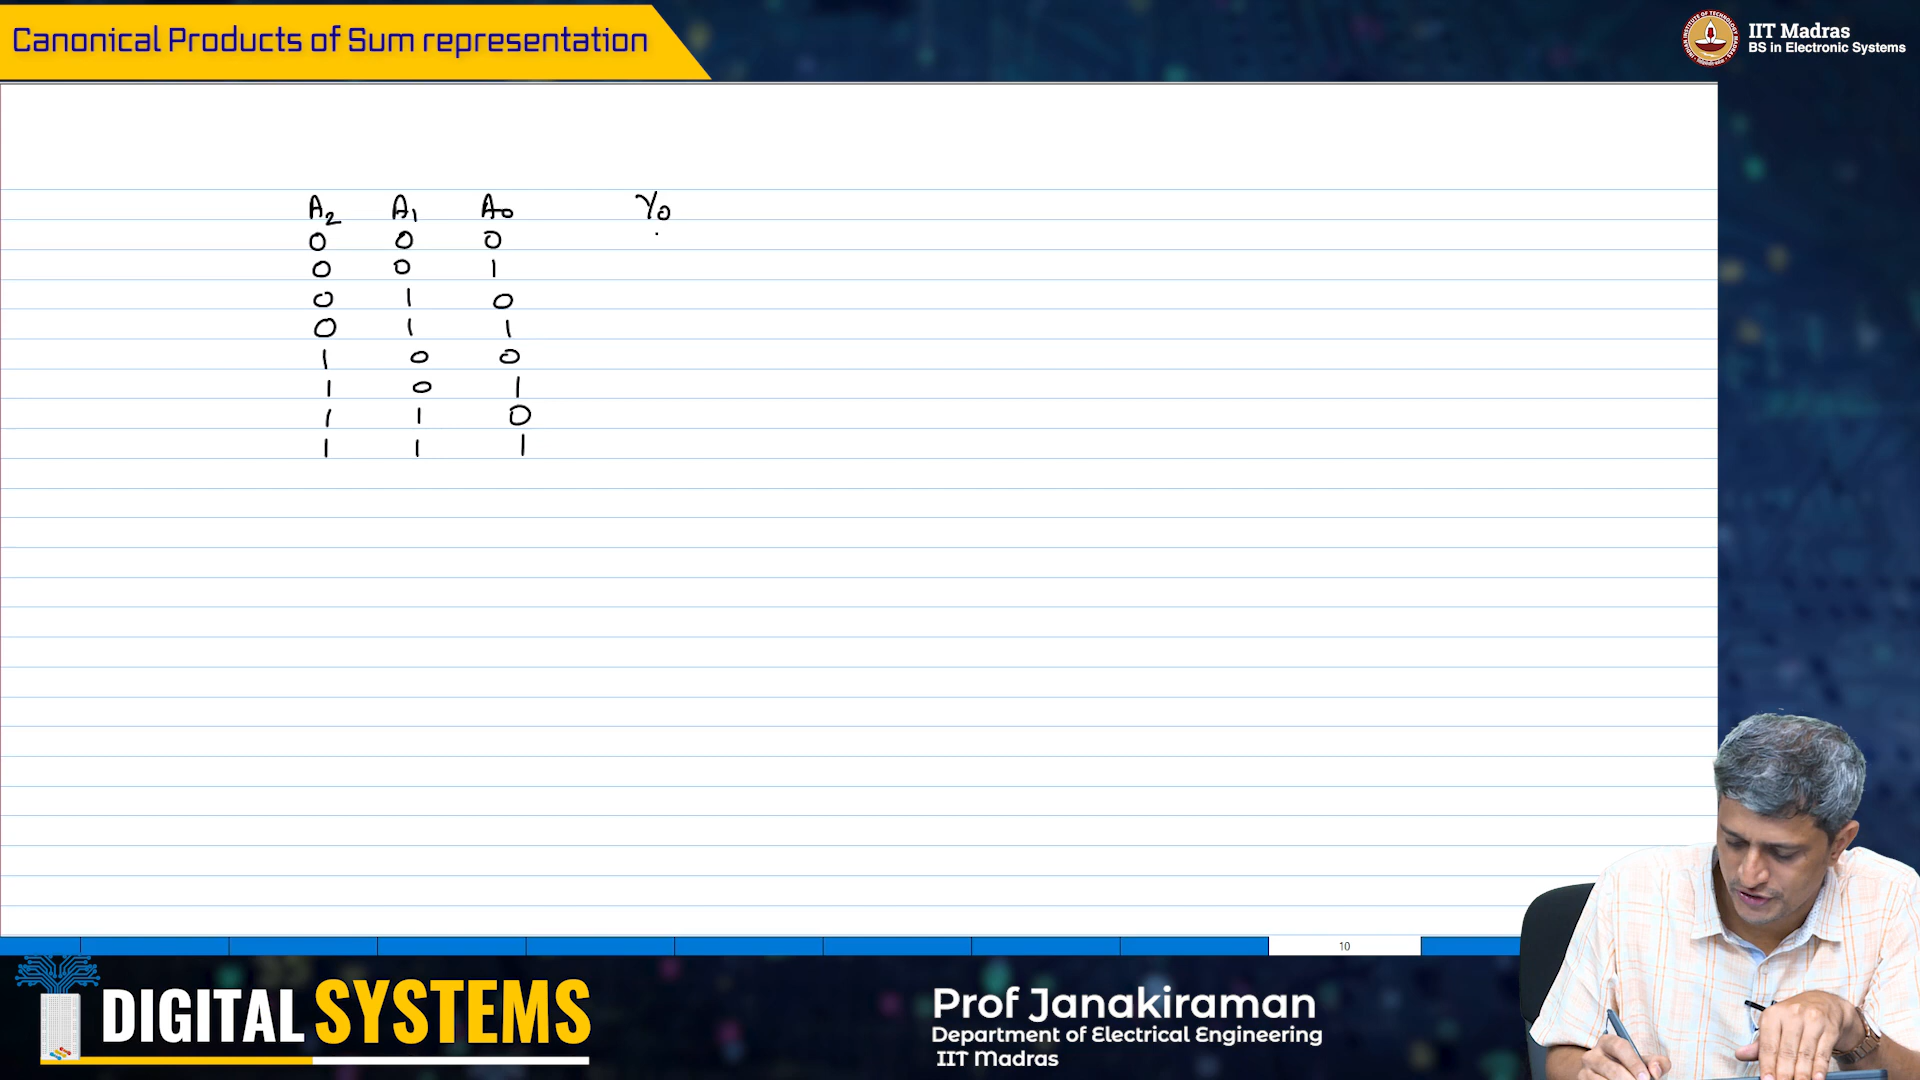 Canonical Products of Sum representation
IIT Madras
BS in Electronic Systems
A2 A1 A0 Y0
0 0 0
0 0 1
0 1 0
0 1 1
1 0 0
1 0 1
1 1 0
1 1 1
10
DIGITAL SYSTEMS
Prof Janakiraman
Department of Electrical Engineering
IIT Madras